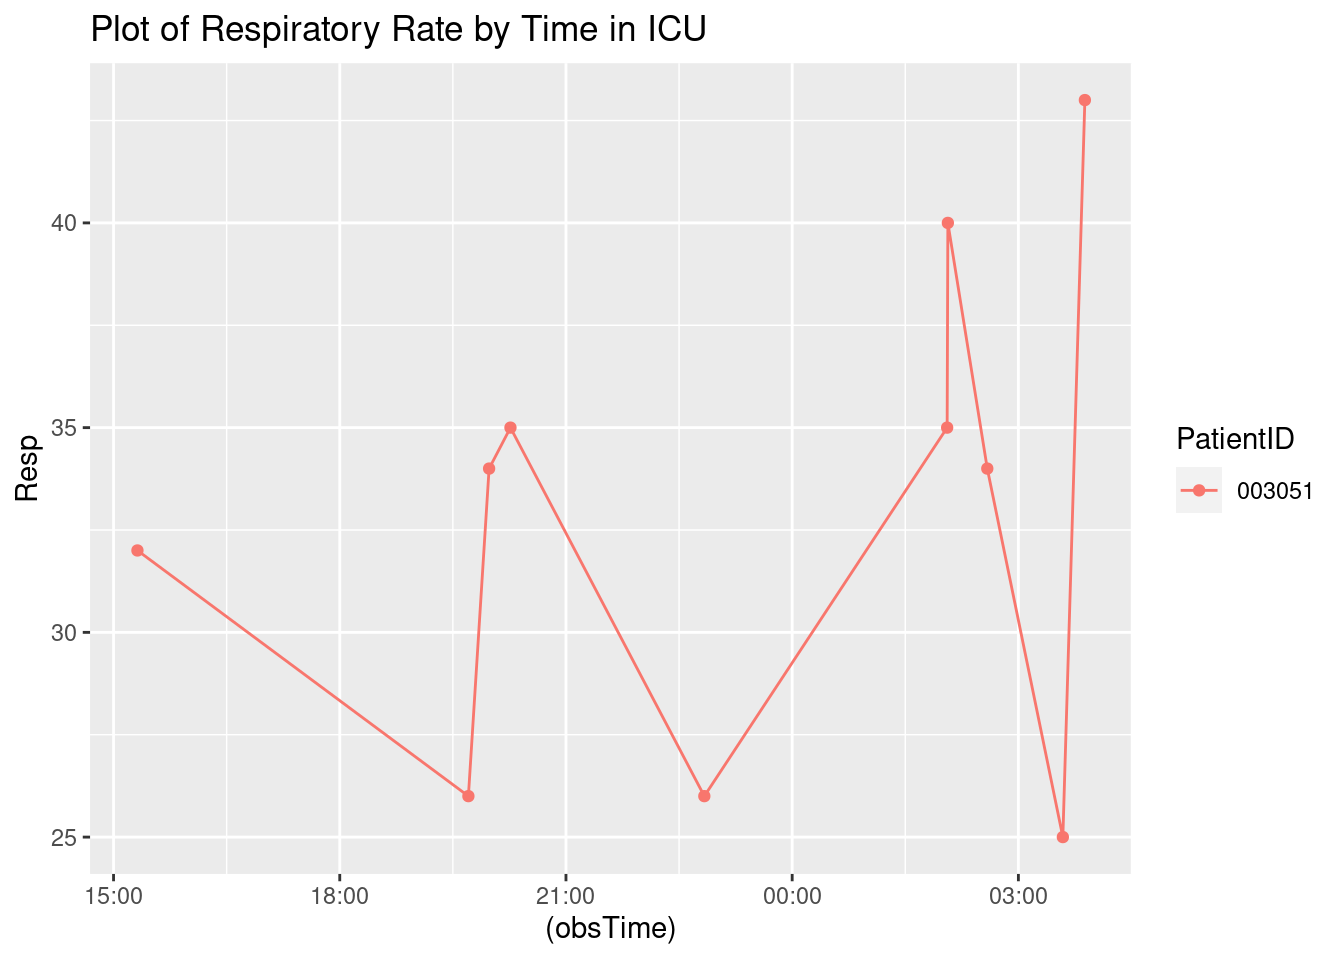 Plot of Respiratory Rate by Time in ICU
Resp
40
35
30
25
15:00 18:00 21:00 00:00 03:00
(obsTime)
PatientID
003051